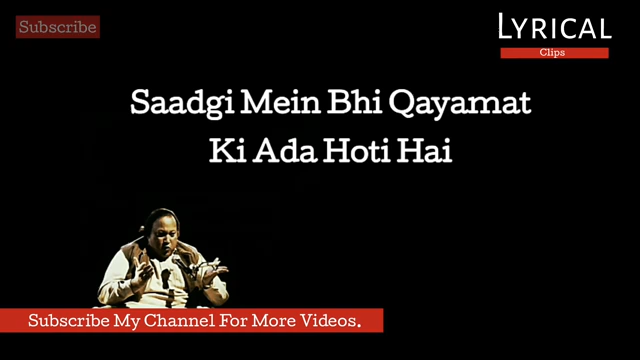 Subscribe
LYRICAL
Clips
Saadgi Mein Bhi Qayamat
Ki Ada Hoti Hai
Subscribe My Channel For More Videos.